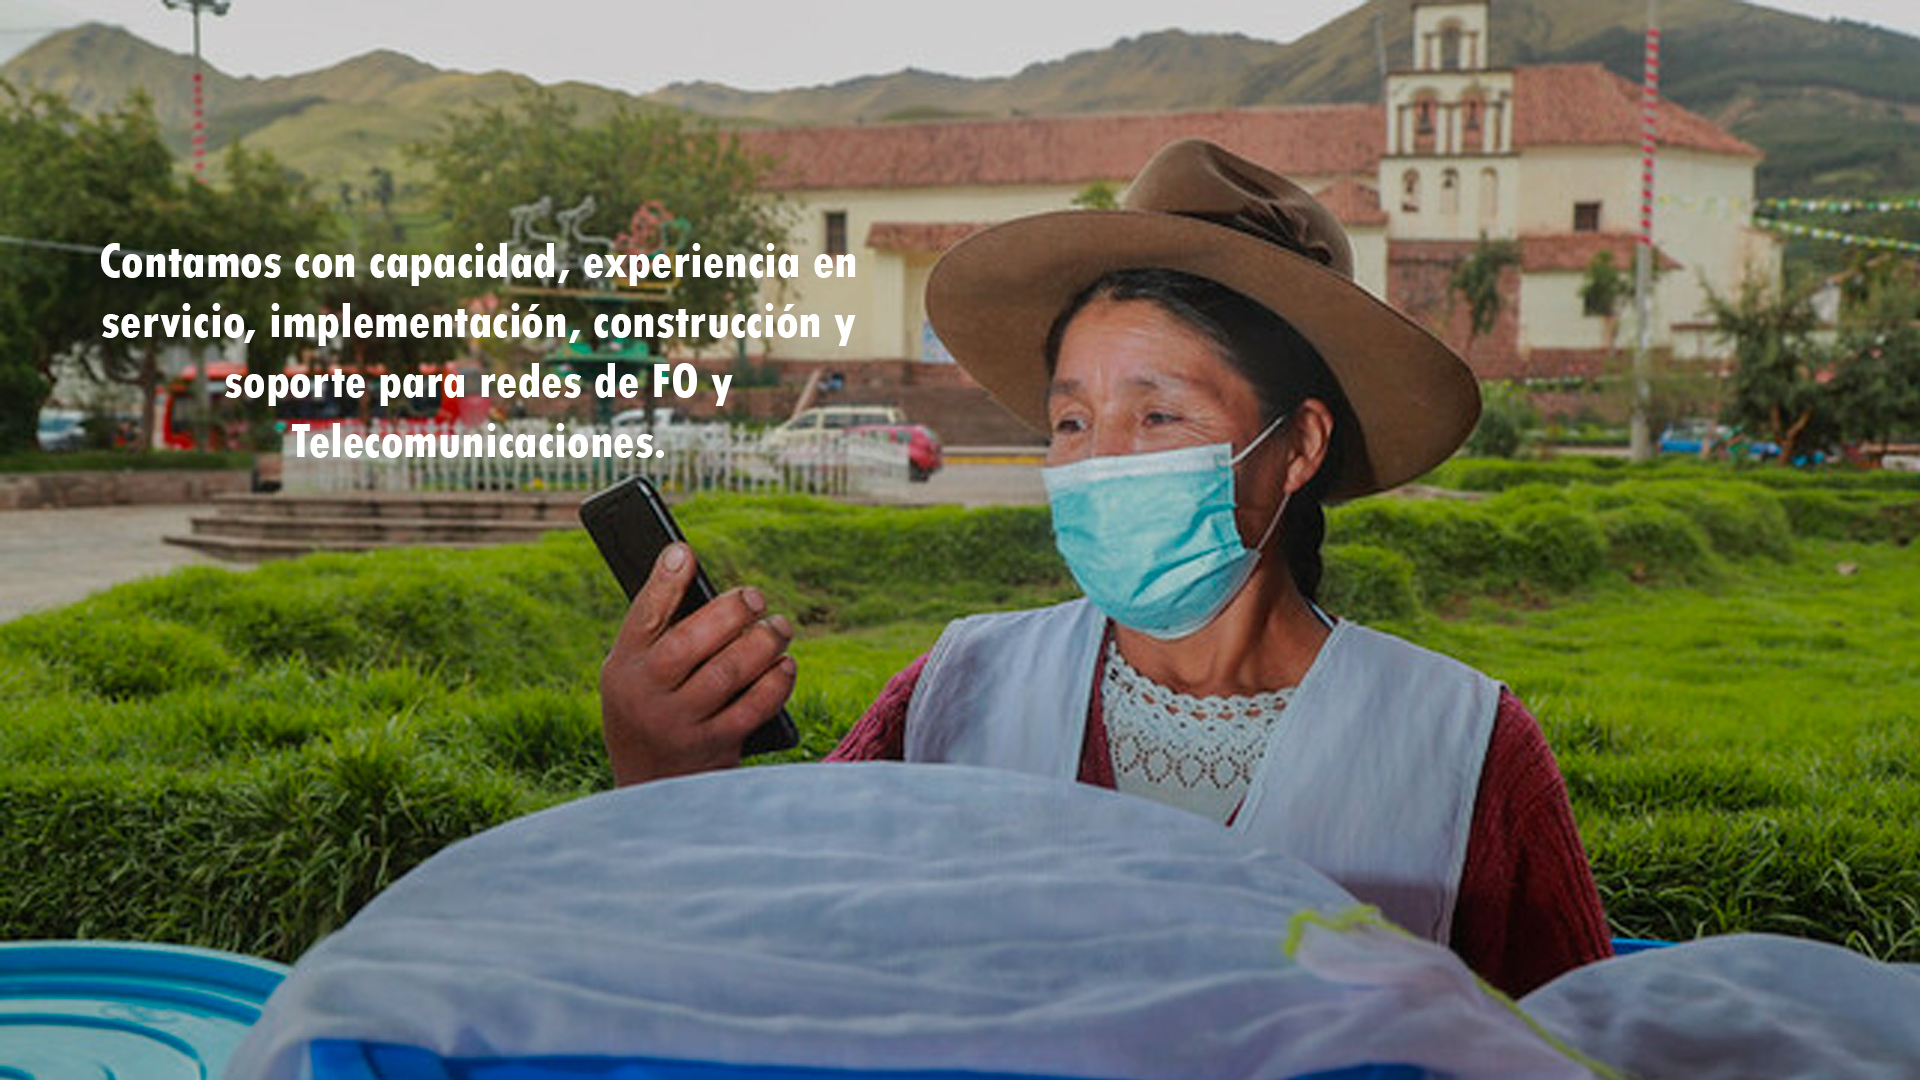 Contamos con capacidad, experiencia en
servicio, implementación, construcción y
soporte para redes de FO y
Telecomunicaciones.